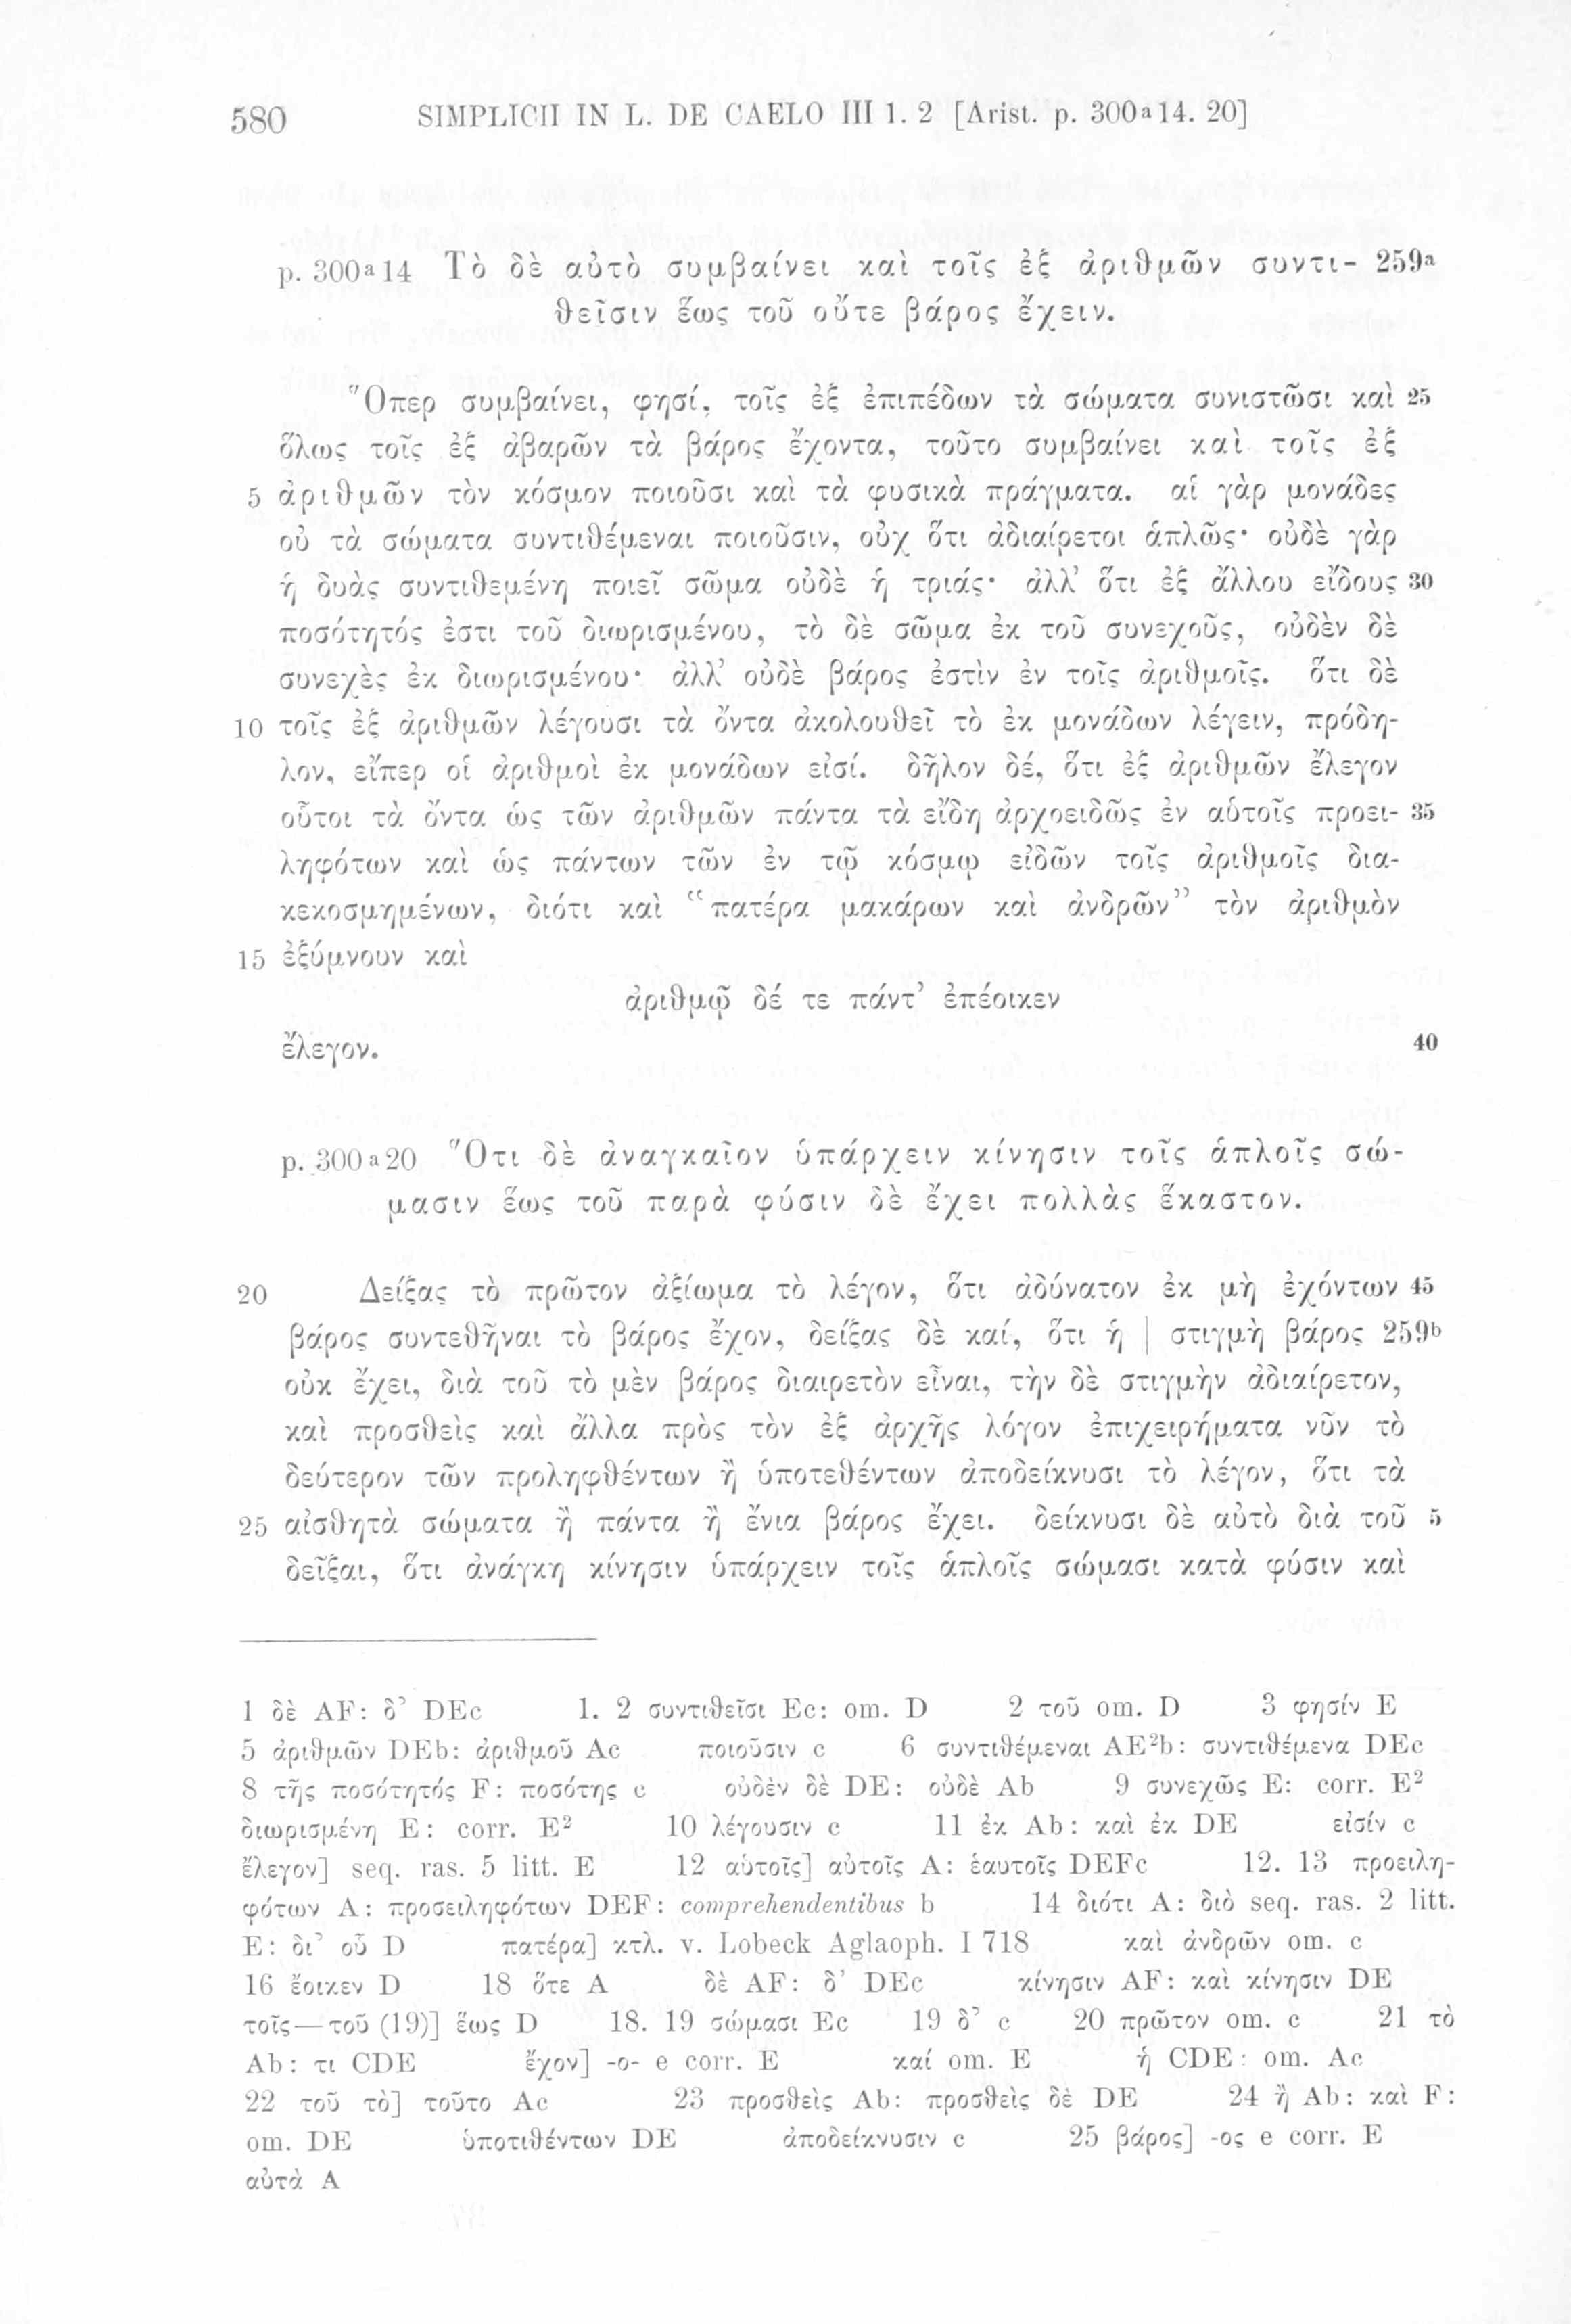 580 SIMPLICII IN L. DE CAELO III 1. 2 [Arist. p. 300ᵃ14. 20]
p. 300ᵃ14 Τὸ δὲ αὐτὸ συμβαίνει καὶ τοῖς ἐξ ἀριθμῶν συντι- 259ᵃ
θεῖσιν ἕως τοῦ οὔτε βάρος ἔχειν.
Ὅπερ συμβαίνει, φησί, τοῖς ἐξ ἐπιπέδων τὰ σώματα συνιστῶσι καὶ 25
ὅλως τοῖς ἐξ ἀβαρῶν τὰ βάρος ἔχοντα, τοῦτο συμβαίνει καὶ τοῖς ἐξ
5 ἀριθμῶν τὸν κόσμον ποιοῦσι καὶ τὰ φυσικὰ πράγματα. αἱ γὰρ μονάδες
οὐ τὰ σώματα συντιθέμεναι ποιοῦσιν, οὐχ ὅτι ἀδιαίρετοι ἁπλῶς· οὐδὲ γὰρ
ἡ δυὰς συντιθεμένη ποιεῖ σῶμα οὐδὲ ἡ τριάς· ἀλλ’ ὅτι ἐξ ἄλλου εἴδους 30
ποσότητός ἐστι τοῦ διωρισμένου, τὸ δὲ σῶμα ἐκ τοῦ συνεχοῦς, οὐδὲν δὲ
συνεχὲς ἐκ διωρισμένου· ἀλλ’ οὐδὲ βάρος ἐστὶν ἐν τοῖς ἀριθμοῖς. ὅτι δὲ
10 τοῖς ἐξ ἀριθμῶν λέγουσι τὰ ὄντα ἀκολουθεῖ τὸ ἐκ μονάδων λέγειν, πρόδη-
λον, εἴπερ οἱ ἀριθμοὶ ἐκ μονάδων εἰσί. δῆλον δέ, ὅτι ἐξ ἀριθμῶν ἔλεγον
οὗτοι τὰ ὄντα ὡς τῶν ἀριθμῶν πάντα τὰ εἴδη ἀρχοειδῶς ἐν αὑτοῖς προει- 35
ληφότων καὶ ὡς πάντων τῶν ἐν τῷ κόσμῳ εἰδῶν τοῖς ἀριθμοῖς δια-
κεκοσμημένων, διότι καὶ “πατέρα μακάρων καὶ ἀνδρῶν” τὸν ἀριθμὸν
15 ἐξύμνουν καὶ
ἀριθμῷ δέ τε πάντ’ ἐπέοικεν
ἔλεγον. 40
p. 300ᵃ20 Ὅτι δὲ ἀναγκαῖον ὑπάρχειν κίνησιν τοῖς ἁπλοῖς σώ-
μασιν ἕως τοῦ παρὰ φύσιν δὲ ἔχει πολλὰς ἕκαστον.
20 Δείξας τὸ πρῶτον ἀξίωμα τὸ λέγον, ὅτι ἀδύνατον ἐκ μὴ ἐχόντων 45
βάρος συντεθῆναι τὸ βάρος ἔχον, δείξας δὲ καί, ὅτι ἡ | στιγμὴ βάρος 259ᵇ
οὐκ ἔχει, διὰ τοῦ τὸ μὲν βάρος διαιρετὸν εἶναι, τὴν δὲ στιγμὴν ἀδιαίρετον,
καὶ προσθεὶς καὶ ἄλλα πρὸς τὸν ἐξ ἀρχῆς λόγον ἐπιχειρήματα νῦν τὸ
δεύτερον τῶν προληφθέντων ἢ ὑποτεθέντων ἀποδείκνυσι τὸ λέγον, ὅτι τὰ
25 αἰσθητὰ σώματα ἢ πάντα ἢ ἔνια βάρος ἔχει. δείκνυσι δὲ αὐτὸ διὰ τοῦ 5
δεῖξαι, ὅτι ἀνάγκη κίνησιν ὑπάρχειν τοῖς ἁπλοῖς σώμασι κατὰ φύσιν καὶ
1 δὲ AF: δ’ DEc 1. 2 συντιθεῖσι Ec: om. D 2 τοῦ om. D 3 φησίν E
5 ἀριθμῶν DEb: ἀριθμοῦ Ac ποιοῦσιν c 6 συντιθέμεναι AE²b: συντιθέμενα DEc
8 τῆς ποσότητός F: ποσότης c οὐδὲν δὲ DE: οὐδὲ Ab 9 συνεχῶς E: corr. E²
διωρισμένη E: corr. E² 10 λέγουσιν c 11 ἐκ Ab: καὶ ἐκ DE εἰσίν c
ἔλεγον] seq. ras. 5 litt. E 12 αὑτοῖς] αὐτοῖς A: ἑαυτοῖς DEFc 12. 13 προειλη-
φότων A: προσειληφότων DEF: comprehendentibus b 14 διότι A: διὸ seq. ras. 2 litt.
E: δι’ οὗ D πατέρα] κτλ. v. Lobeck Aglaoph. I 718 καὶ ἀνδρῶν om. c
16 ἔοικεν D 18 ὅτε A δὲ AF: δ’ DEc κίνησιν AF: καὶ κίνησιν DE
τοῖς—τοῦ (19)] ἕως D 18. 19 σώμασι Ec 19 δ’ c 20 πρῶτον om. c 21 τὸ
Ab: τι CDE ἔχον] -ο- e corr. E καί om. E ἡ CDE: om. Ac
22 τοῦ τὸ] τοῦτο Ac 23 προσθεὶς Ab: προσθεὶς δὲ DE 24 ἢ Ab: καὶ F:
om. DE ὑποτιθέντων DE ἀποδείκνυσιν c 25 βάρος] -ος e corr. E
αὐτὰ A